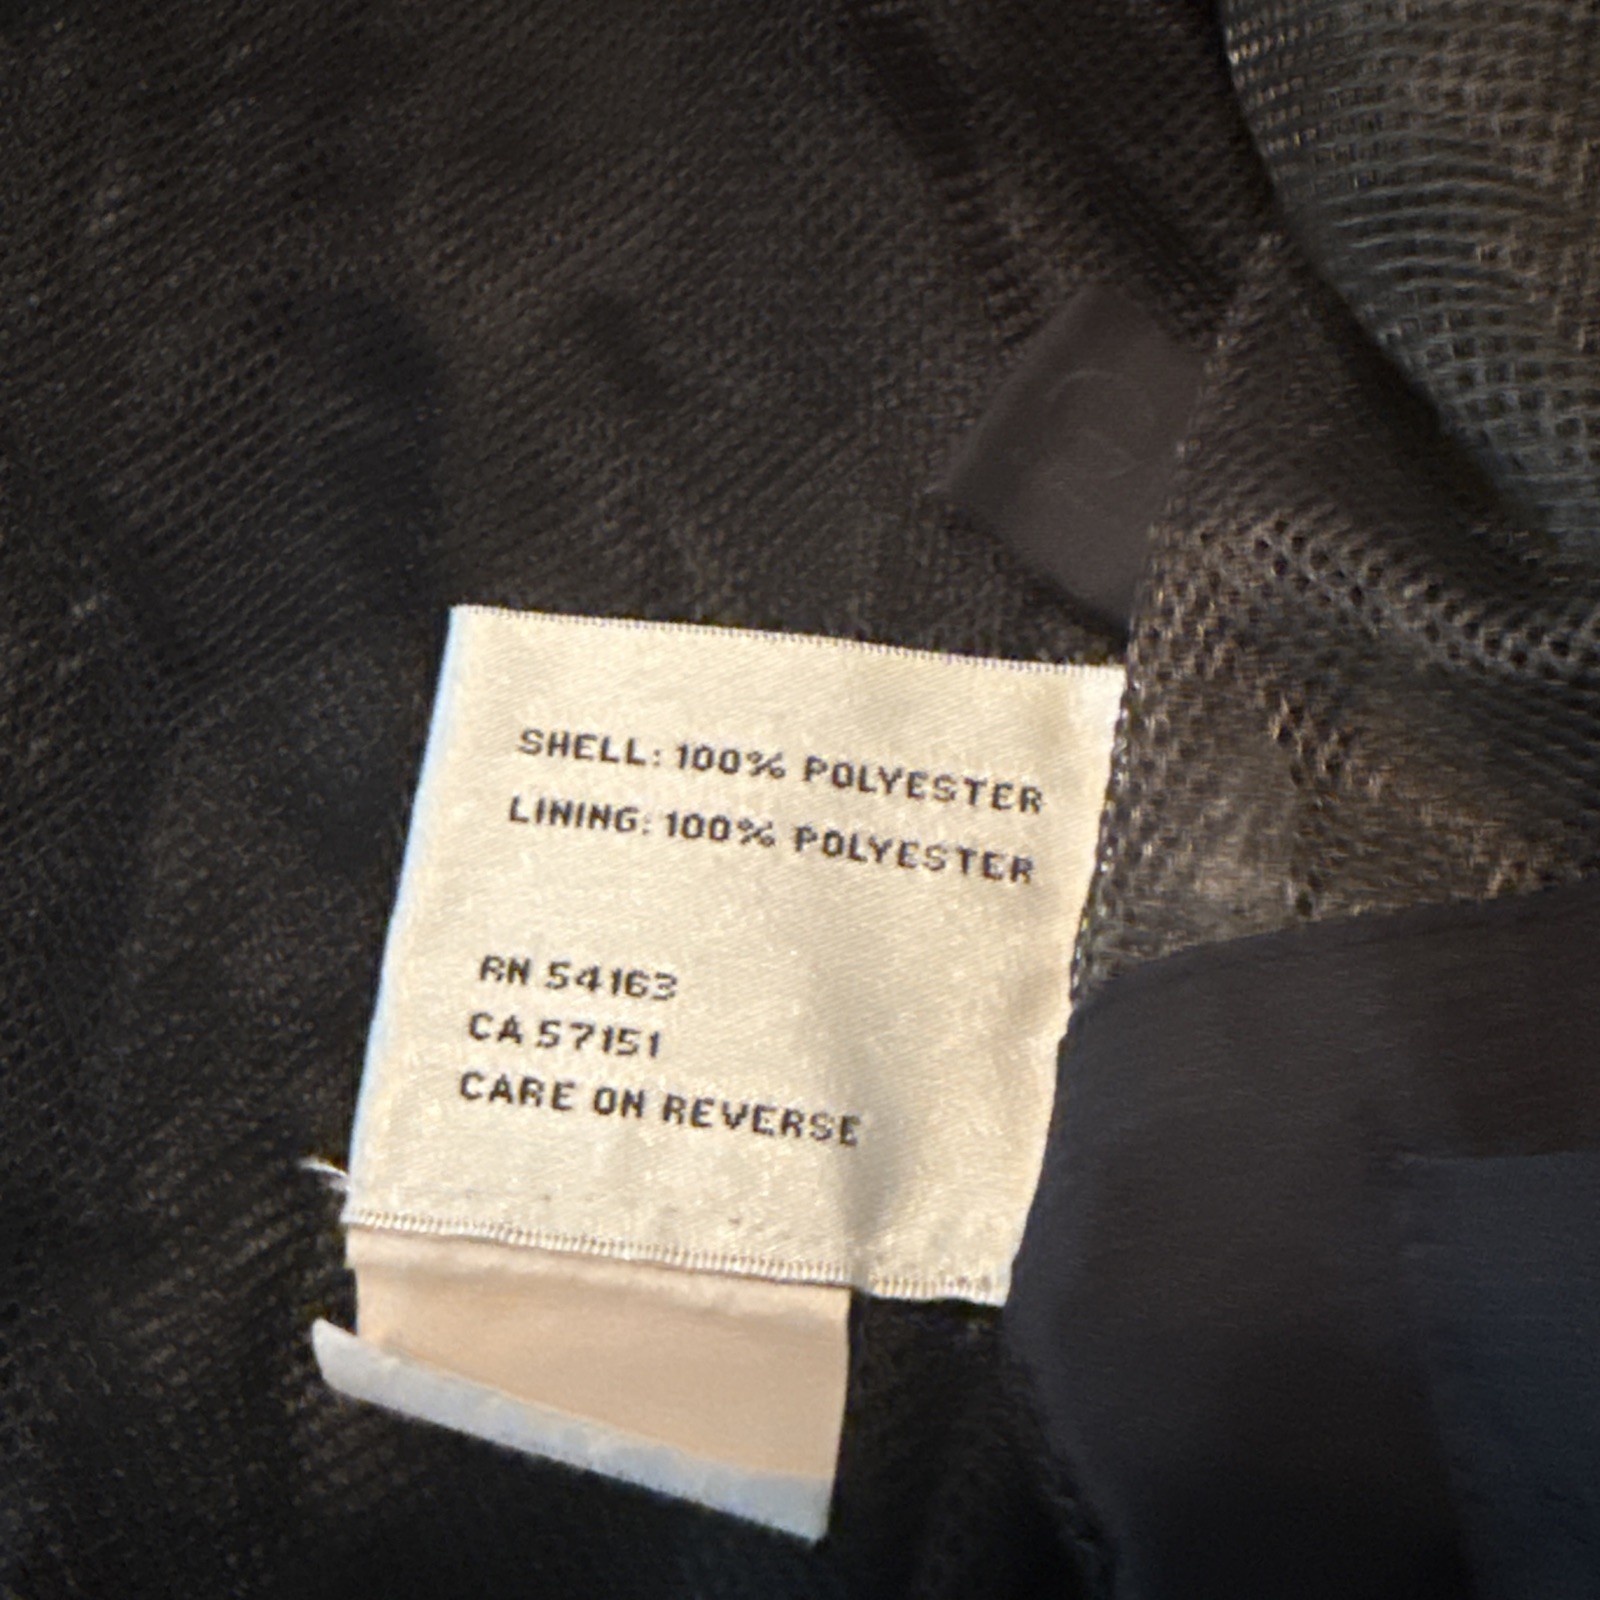 SHELL: 100% POLYESTER
LINING: 100% POLYESTER
RN 54163
CA 57151
CARE ON REVERSE